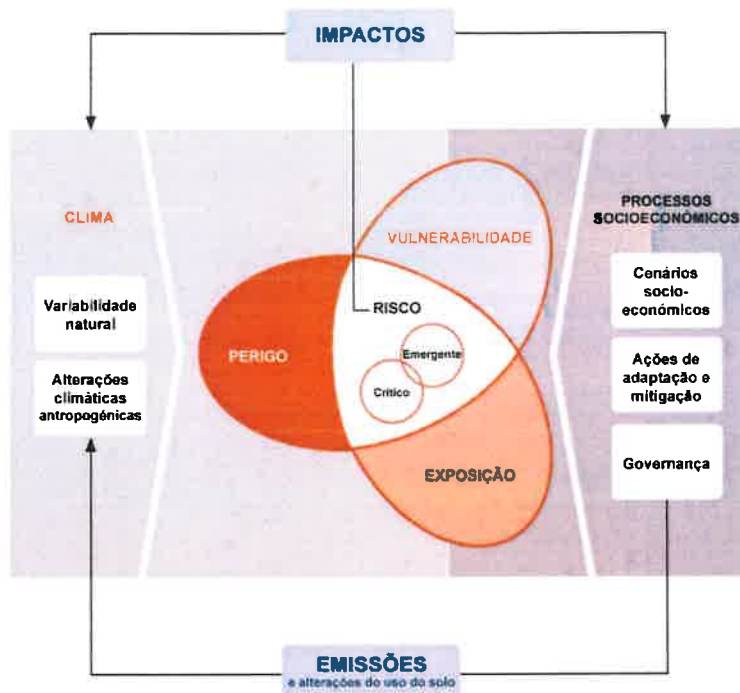 IMPACTOS
CLIMA
Variabilidade
natural
Alterações
climáticas
antropogénicas
PERIGO
VULNERABILIDADE
RISCO
Emergente
Crítico
EXPOSIÇÃO
PROCESSOS
SOCIOECONÓMICOS
Cenários
socio-
económicos
Ações de
adaptação e
mitigação
Governança
EMISSÕES
e alterações do uso do solo